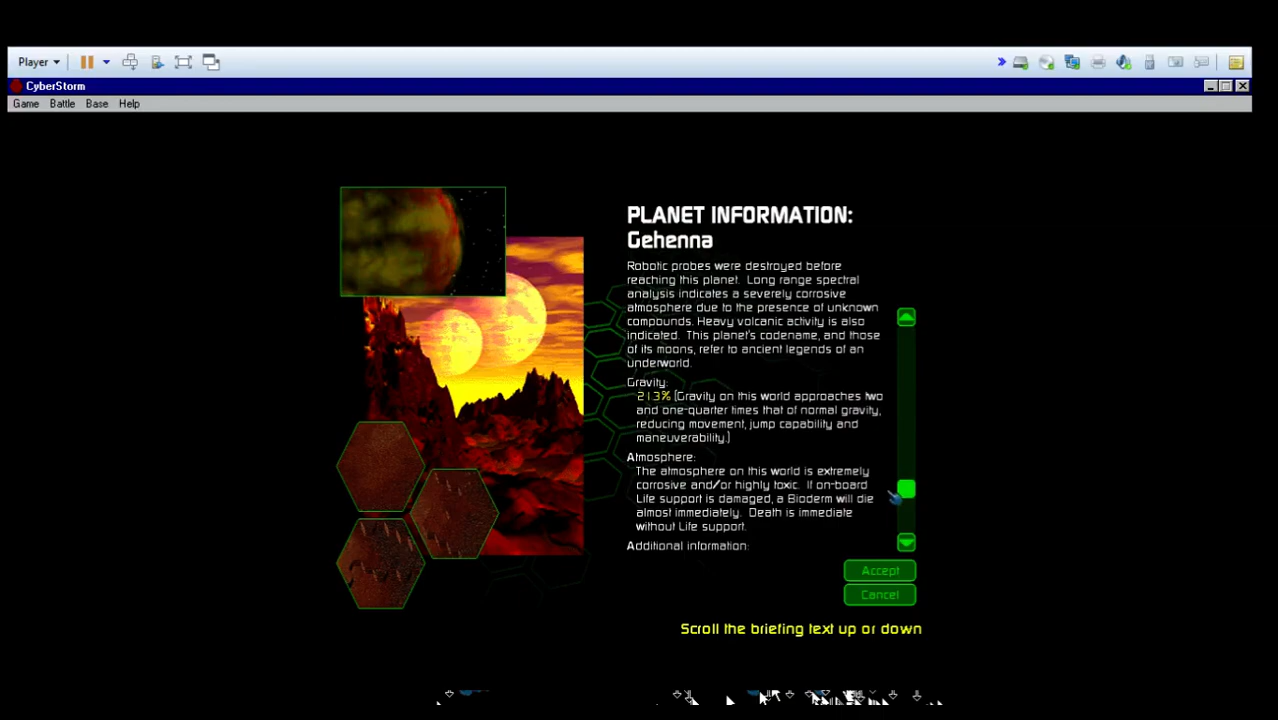 Player
CyberStorm
Game Battle Base Help
PLANET INFORMATION:
Gehenna
Robotic probes were destroyed before
reaching this planet. Long range spectral
analysis indicates a severely corrosive
atmosphere due to the presence of unknown
compounds. Heavy volcanic activity is also
indicated. This planet's codename, and those
of its moons, refer to ancient legends of an
underworld.
Gravity:
213% (Gravity on this world approaches two
and one-quarter times that of normal gravity,
reducing movement, jump capability and
maneuverability.)
Atmosphere:
The atmosphere on this world is extremely
corrosive and/or highly toxic. If on-board
Life support is damaged, a Bioderm will die
almost immediately. Death is immediate
without Life support.
Additional information:
Accept
Cancel
Scroll the briefing text up or down